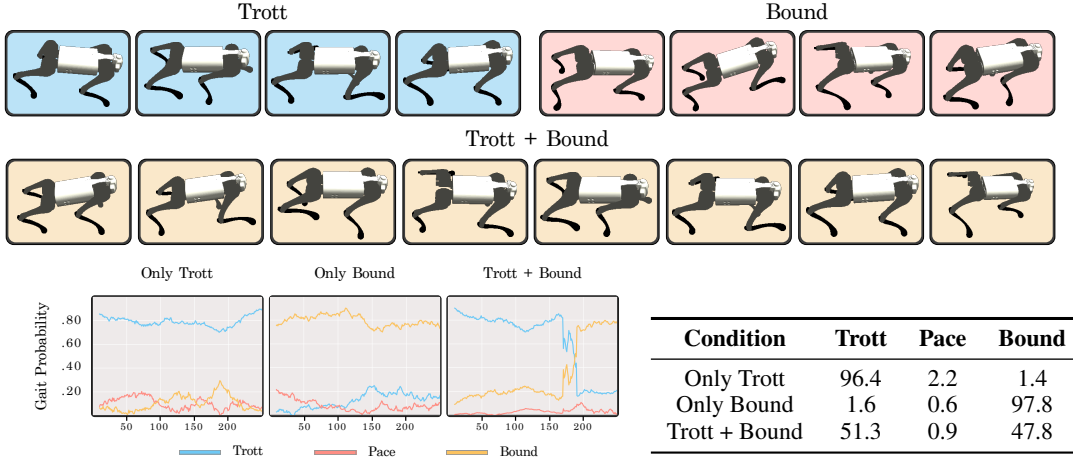 Trott
Bound
Trott + Bound
Only Trott
Only Bound
Trott + Bound
Gait Probability
.80
.60
.40
.20
50 100 150 200
50 100 150 200
50 100 150 200
Trott
Pace
Bound
Condition Trott Pace Bound
Only Trott 96.4 2.2 1.4
Only Bound 1.6 0.6 97.8
Trott + Bound 51.3 0.9 47.8